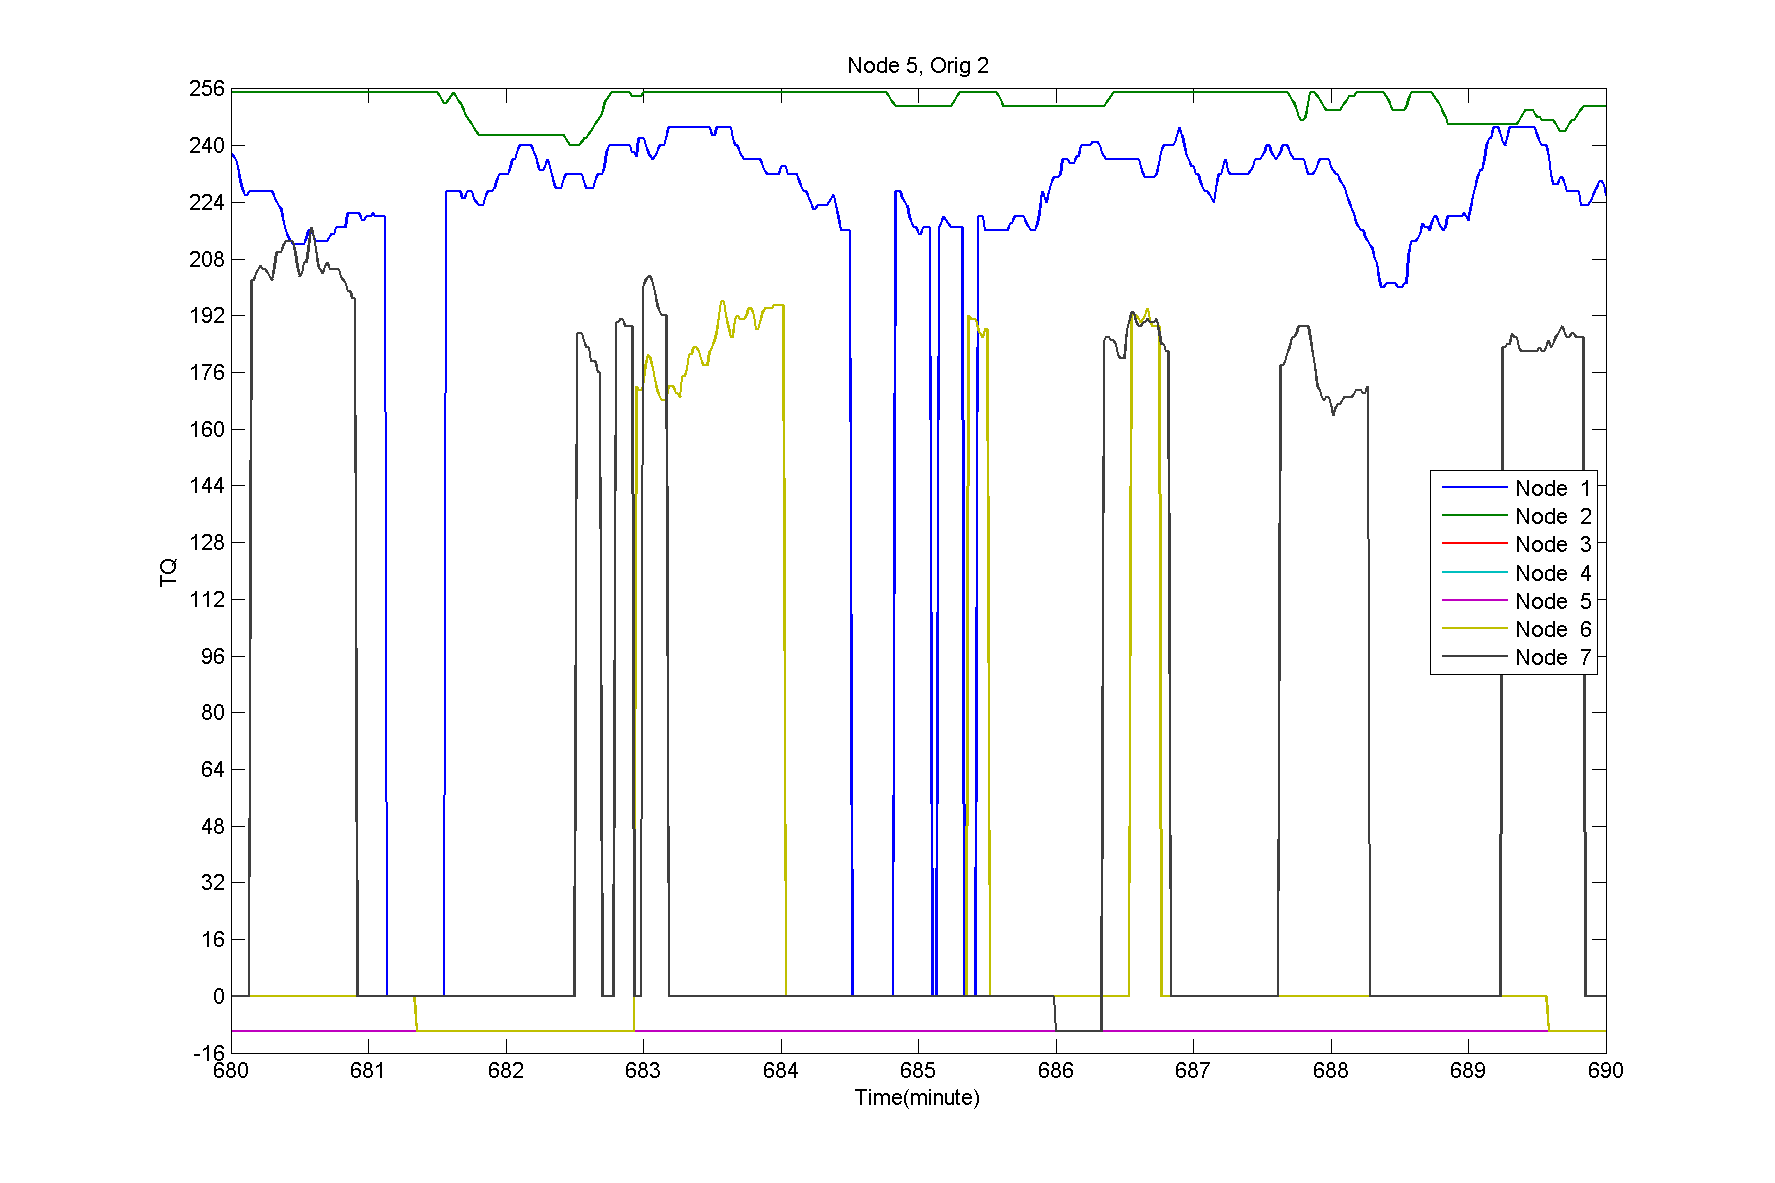 Node 5, Orig 2
256
240
224
208
192
176
160
144
128
112
96
80
64
48
32
16
0
-16
TQ
Node 1
Node 2
Node 3
Node 4
Node 5
Node 6
Node 7
680 681 682 683 684 685 686 687 688 689 690
Time(minute)